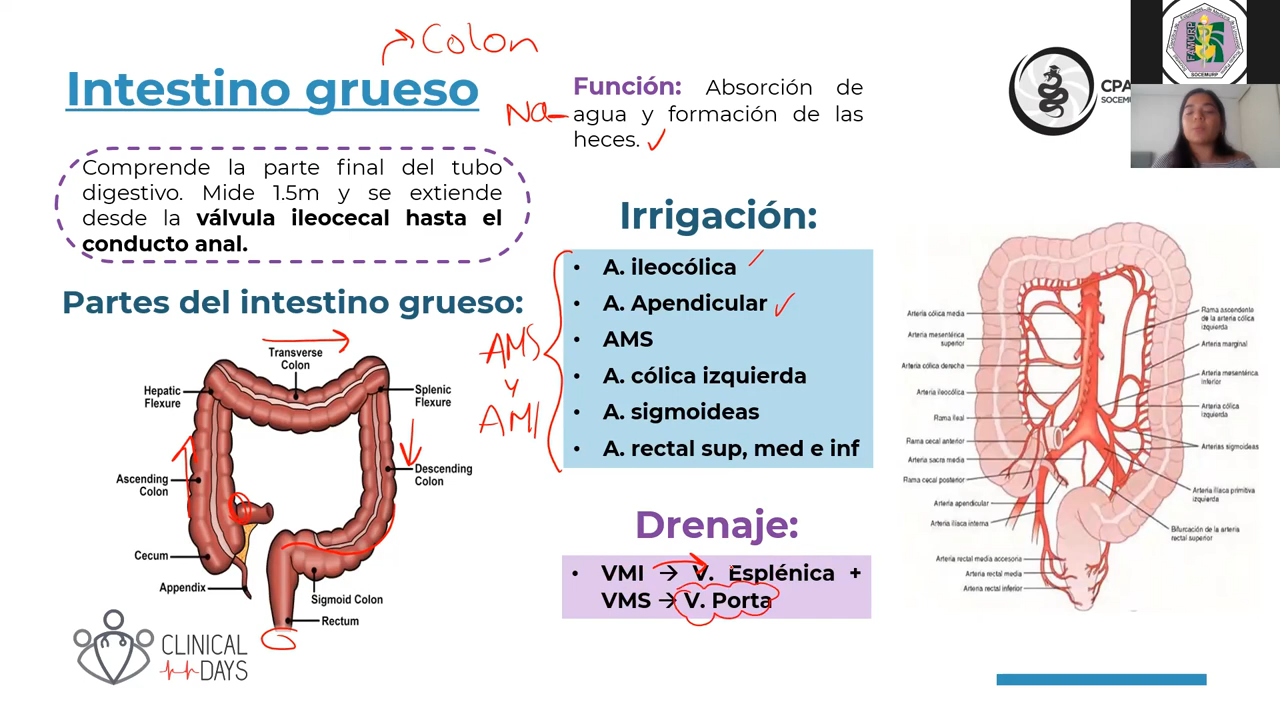 Colon
Intestino grueso
Función: Absorción de
Na
agua y formación de las
heces.
CPA
SOCEMU
SOCEMURP
Comprende la parte final del tubo
digestivo. Mide 1.5m y se extiende
desde la válvula ileocecal hasta el
conducto anal.
Partes del intestino grueso:
Transverse
Colon
Hepatic
Flexure
Splenic
Flexure
Ascending
Colon
Descending
Colon
Cecum
Appendix
Sigmoid Colon
Rectum
CLINICAL
DAYS
Irrigación:
AMS
y
AMI
• A. ileocólica
• A. Apendicular
• AMS
• A. cólica izquierda
• A. sigmoideas
• A. rectal sup, med e inf
Drenaje:
• VMI → V. Esplénica +
VMS → V. Porta
Arteria cólica media
Arteria mesentérica
superior
Arteria cólica derecha
Arteria ileocólica
Rama ileal
Rama cecal anterior
Arteria sacra media
Rama cecal posterior
Arteria apendicular
Arteria ilíaca interna
Arteria rectal media accesoria
Arteria rectal media
Arteria rectal inferior
Rama ascendente
de la arteria cólica
izquierda
Arteria marginal
Arteria mesentérica
inferior
Arteria cólica
izquierda
Arterias sigmoideas
Arteria ilíaca primitiva
izquierda
Bifurcación de la arteria
rectal superior